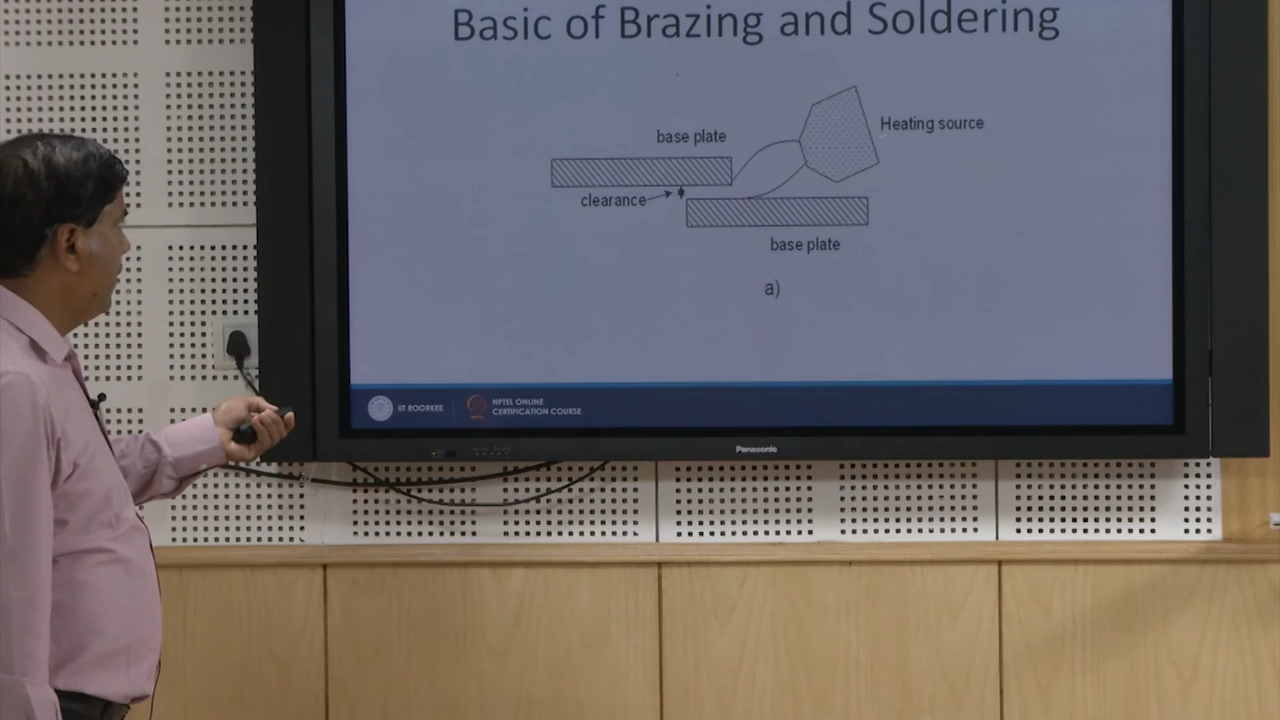 Basic of Brazing and Soldering
Heating source
base plate
clearance
base plate
a)
IIT ROORKEE
NPTEL ONLINE
CERTIFICATION COURSE
Panasonic